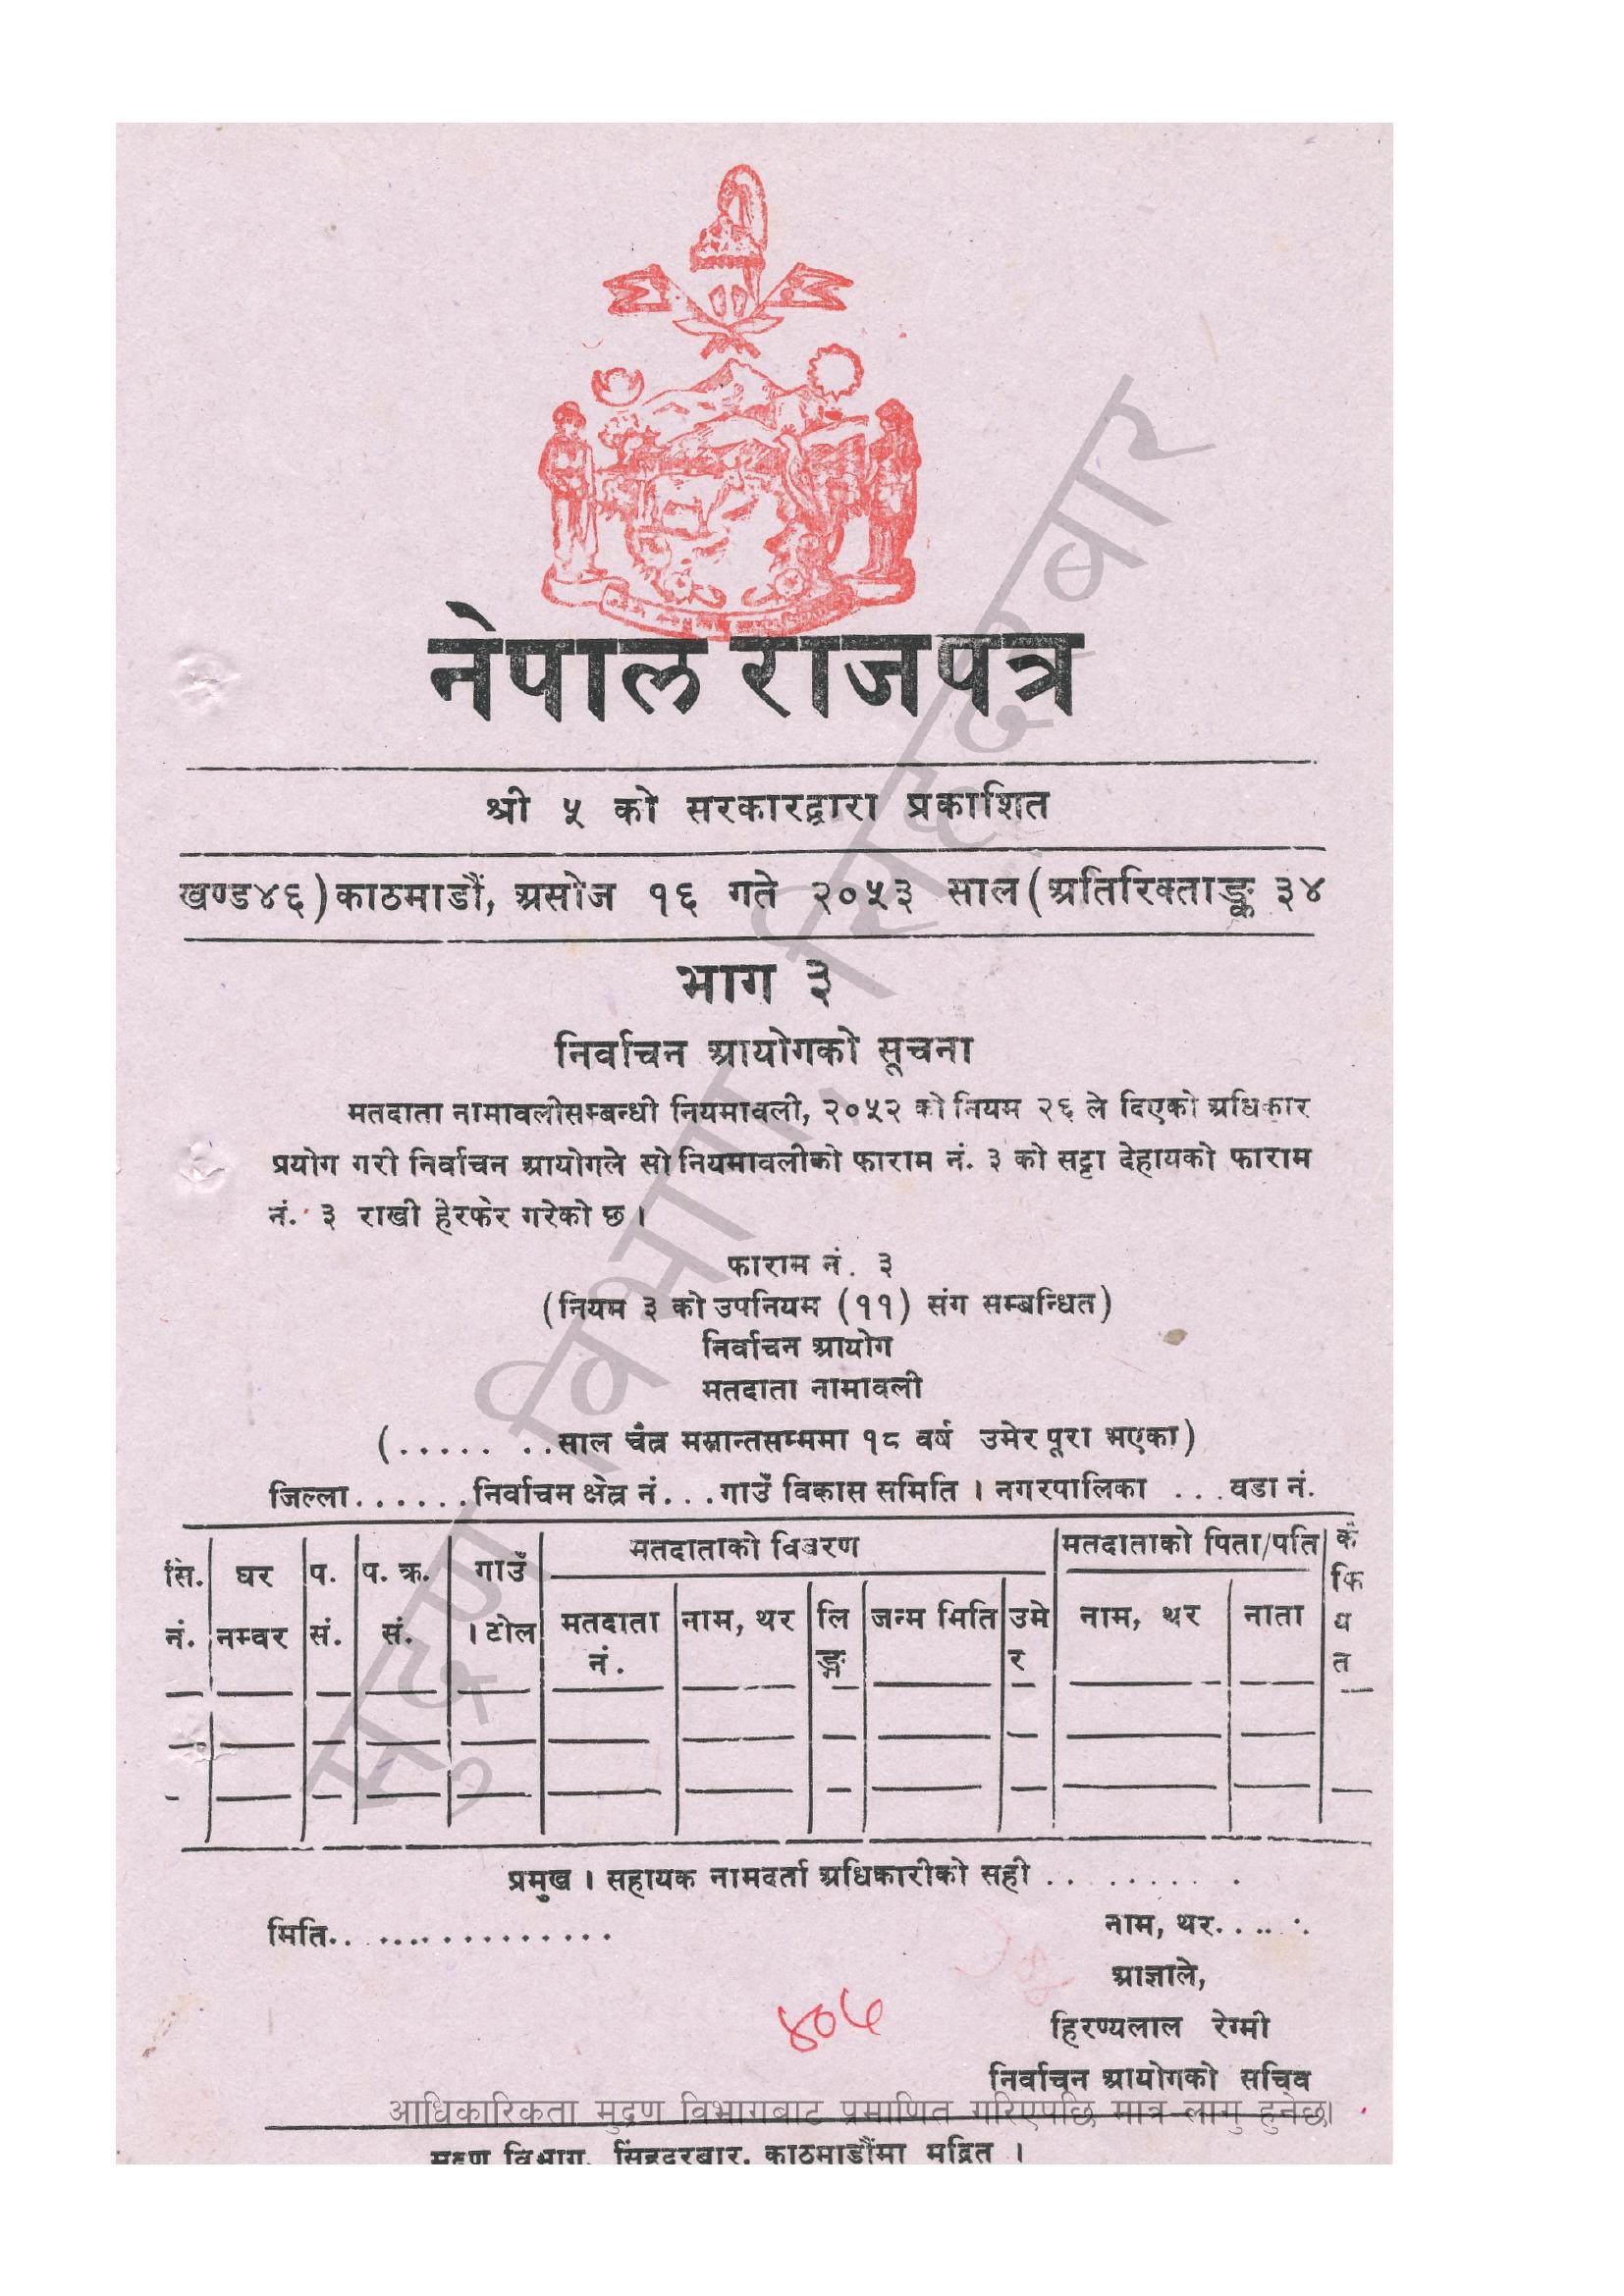 नेपाल राजपत्र
श्री ५ को सरकारद्वारा प्रकाशित
खण्ड४६) काठमाडौं, असोज १६ गते २०५३ साल (अतिरिक्ताङ्क ३४
भाग ३
निर्वाचन आयोगको सूचना
मतदाता नामावलीसम्बन्धी नियमावली, २०५२ को नियम २६ ले दिएको अधिकार
प्रयोग गरी निर्वाचन आयोगले सो नियमावलीको फाराम नं. ३ को सट्टा देहायको फाराम
नं. ३ राखी हेरफेर गरेको छ ।
फाराम नं. ३
(नियम ३ को उपनियम (११) संग सम्बन्धित)
निर्वाचन आयोग
मतदाता नामावली
(..... ..साल चैत्र मसान्तसम्ममा १८ वर्ष उमेर पूरा भएका)
जिल्ला......निर्वाचम क्षेत्र नं...गाउँ विकास समिति । नगरपालिका ...वडा नं.
सि. नं. घर नम्वर प. सं. प. क्र. सं. गाउँ । टोल मतदाताको विवरण मतदाताको पिता/पति कैफियत
मतदाता नं. नाम, थर लिङ्ग जन्म मिति उमेर नाम, थर नाता
प्रमुख । सहायक नामदर्ता अधिकारीको सही ..........
मिति.................
नाम, थर......
आज्ञाले,
हिरण्यलाल रेग्मी
४०५
निर्वाचन आयोगको सचिव
आधिकारिकता मुद्रण विभागबाट प्रमाणित गरिएपछि मात्र लागु हुनेछ।
मुद्रण विभाग, सिंहदरबार, काठमाडौंमा मुद्रित ।
मुद्रण विभाग, सिंहदरबार